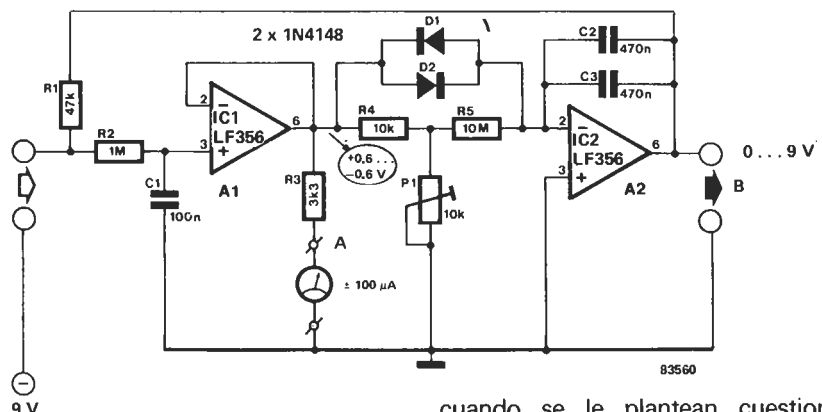 2 x 1N4148
D1
D2
C2
470n
C3
470n
R1
47k
R2
1M
2
3
6
IC1
LF356
A1
C1
100n
R4
10k
R5
10M
+0,6 ...
−0.6 V
R3
3k3
P1
10k
A
± 100 µA
2
3
6
IC2
LF356
A2
0 ... 9 V
B
83560
9 V
cuando se le plantean cuestion